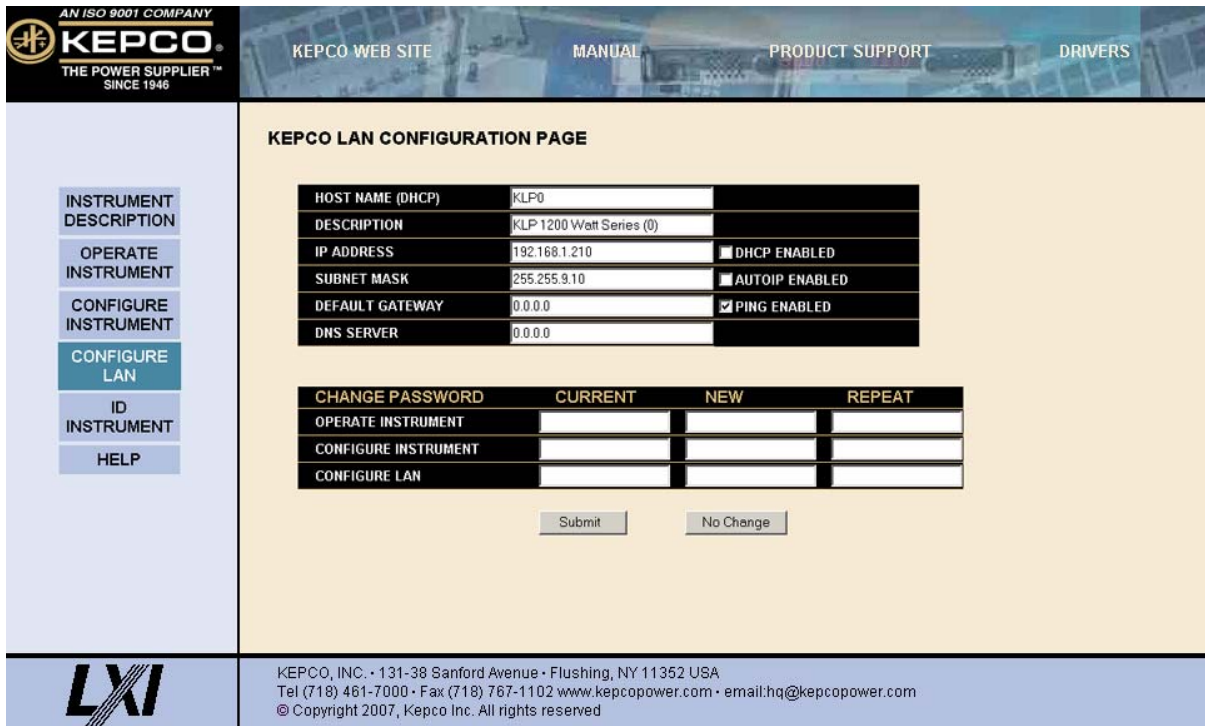 AN ISO 9001 COMPANY
KEPCO®
THE POWER SUPPLIER™
SINCE 1946
KEPCO WEB SITE MANUAL PRODUCT SUPPORT DRIVERS
INSTRUMENT
DESCRIPTION
OPERATE
INSTRUMENT
CONFIGURE
INSTRUMENT
CONFIGURE
LAN
ID
INSTRUMENT
HELP
KEPCO LAN CONFIGURATION PAGE
HOST NAME (DHCP) KLP0
DESCRIPTION KLP 1200 Watt Series (0)
IP ADDRESS 192.168.1.210 DHCP ENABLED
SUBNET MASK 255.255.9.10 AUTOIP ENABLED
DEFAULT GATEWAY 0.0.0.0 PING ENABLED
DNS SERVER 0.0.0.0
CHANGE PASSWORD CURRENT NEW REPEAT
OPERATE INSTRUMENT
CONFIGURE INSTRUMENT
CONFIGURE LAN
Submit No Change
LXI
KEPCO, INC. • 131-38 Sanford Avenue • Flushing, NY 11352 USA
Tel (718) 461-7000 • Fax (718) 767-1102 www.kepcopower.com • email:hq@kepcopower.com
© Copyright 2007, Kepco Inc. All rights reserved